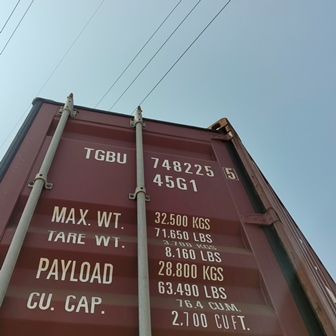 TGBU 748225 5
45G1
MAX. WT. 32.500 KGS
71.650 LBS
TARE WT. 3.700 KGS
8.160 LBS
PAYLOAD 28.800 KGS
63.490 LBS
CU. CAP. 76.4 CU.M.
2.700 CU FT.